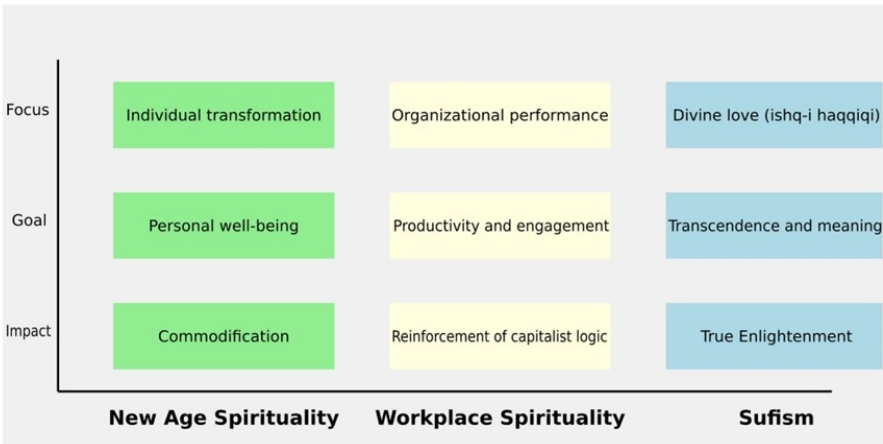 Focus
Individual transformation
Organizational performance
Divine love (ishq-i haqqiqi)
Goal
Personal well-being
Productivity and engagement
Transcendence and meaning
Impact
Commodification
Reinforcement of capitalist logic
True Enlightenment
New Age Spirituality
Workplace Spirituality
Sufism